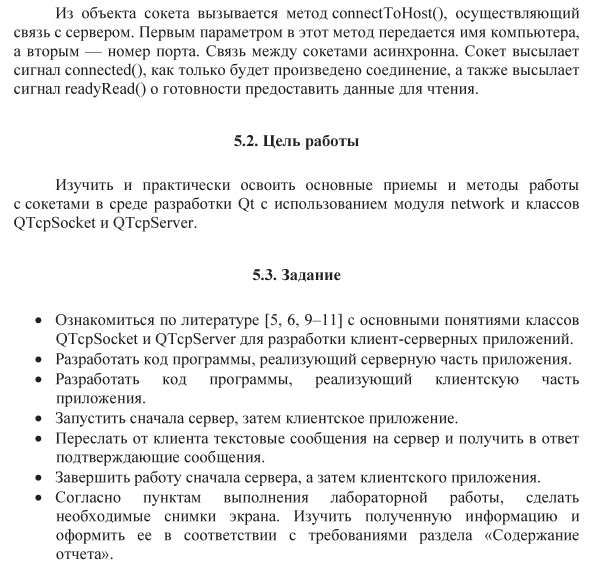 Из объекта сокета вызывается метод connectToHost(), осуществляющий
связь с сервером. Первым параметром в этот метод передается имя компьютера,
а вторым — номер порта. Связь между сокетами асинхронна. Сокет высылает
сигнал connected(), как только будет произведено соединение, а также высылает
сигнал readyRead() о готовности предоставить данные для чтения.
5.2. Цель работы
Изучить и практически освоить основные приемы и методы работы
с сокетами в среде разработки Qt с использованием модуля network и классов
QTcpSocket и QTcpServer.
5.3. Задание
• Ознакомиться по литературе [5, 6, 9–11] с основными понятиями классов
QTcpSocket и QTcpServer для разработки клиент-серверных приложений.
• Разработать код программы, реализующий серверную часть приложения.
• Разработать код программы, реализующий клиентскую часть
приложения.
• Запустить сначала сервер, затем клиентское приложение.
• Переслать от клиента текстовые сообщения на сервер и получить в ответ
подтверждающие сообщения.
• Завершить работу сначала сервера, а затем клиентского приложения.
• Согласно пунктам выполнения лабораторной работы, сделать
необходимые снимки экрана. Изучить полученную информацию и
оформить ее в соответствии с требованиями раздела «Содержание
отчета».